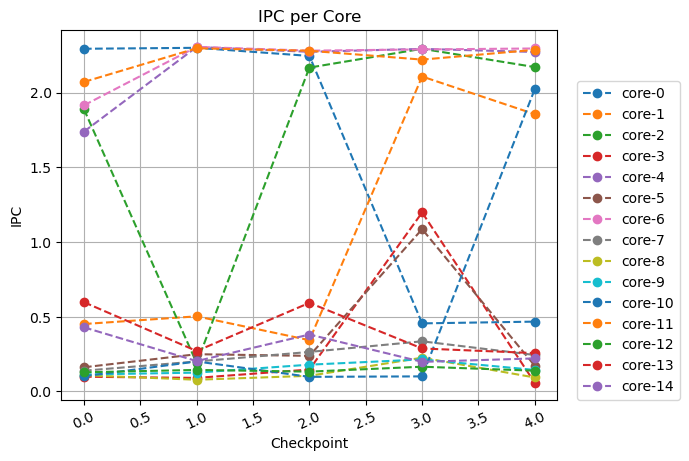 IPC per Core
IPC
2.0
1.5
1.0
0.5
0.0
0.0 0.5 1.0 1.5 2.0 2.5 3.0 3.5 4.0
Checkpoint
core-0
core-1
core-2
core-3
core-4
core-5
core-6
core-7
core-8
core-9
core-10
core-11
core-12
core-13
core-14